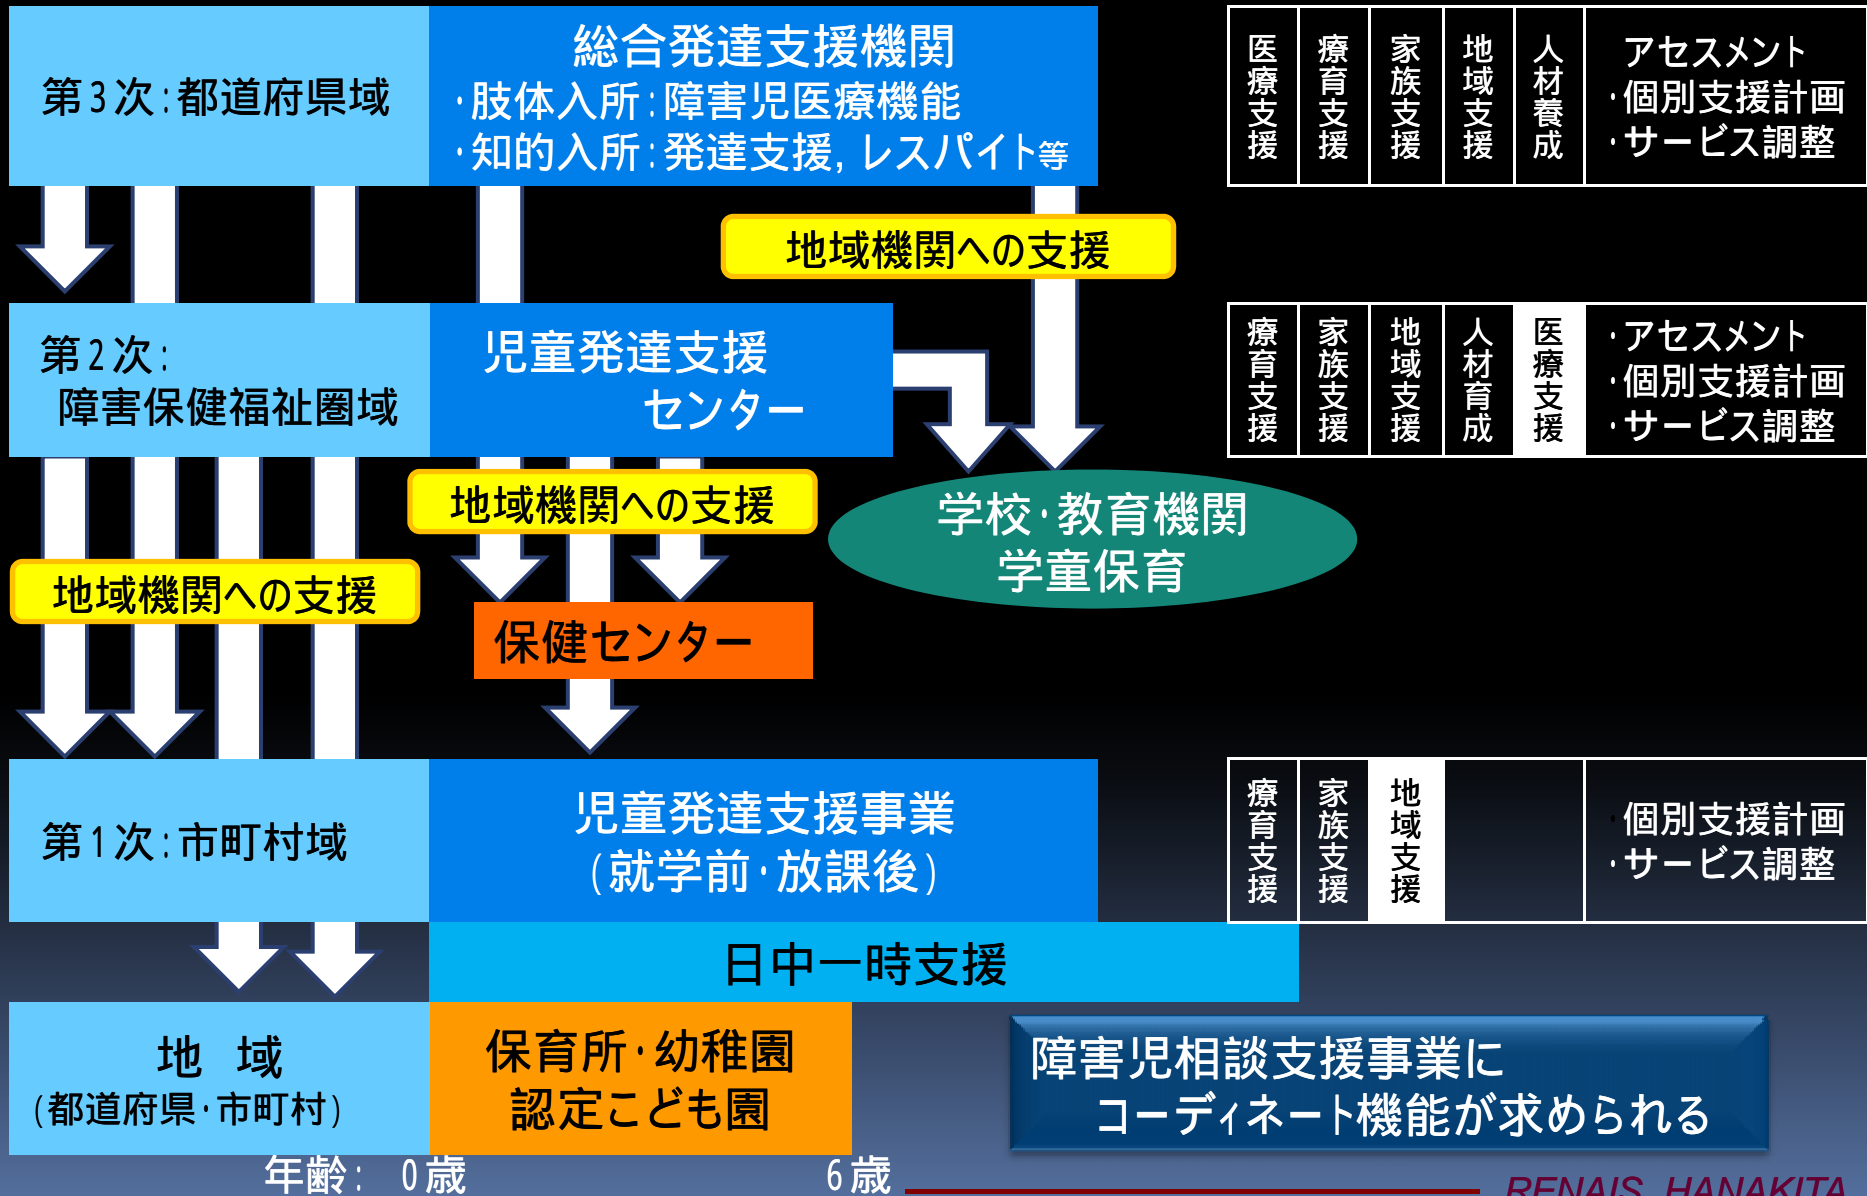 第3次:都道府県域
総合発達支援機関
・肢体入所:障害児医療機能
・知的入所:発達支援,レスパイト等
医療支援
療育支援
家族支援
地域支援
人材養成
アセスメント
・個別支援計画
・サービス調整
地域機関への支援
第2次:
障害保健福祉圏域
児童発達支援
センター
療育支援
家族支援
地域支援
人材育成
医療支援
・アセスメント
・個別支援計画
・サービス調整
地域機関への支援
学校・教育機関
学童保育
地域機関への支援
保健センター
第1次:市町村域
児童発達支援事業
(就学前・放課後)
療育支援
家族支援
地域支援
・個別支援計画
・サービス調整
日中一時支援
地 域
(都道府県・市町村)
保育所・幼稚園
認定こども園
障害児相談支援事業に
コーディネート機能が求められる
年齢: 0歳 6歳
RENAIS HANAKITA